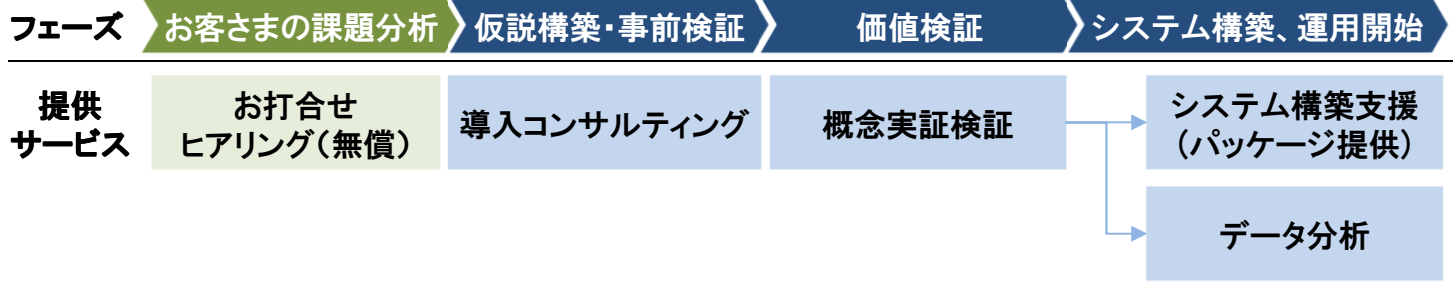 フェーズ
お客さまの課題分析
仮説構築・事前検証
価値検証
システム構築、運用開始
提供
サービス
お打合せ
ヒアリング(無償)
導入コンサルティング
概念実証検証
システム構築支援
(パッケージ提供)
データ分析